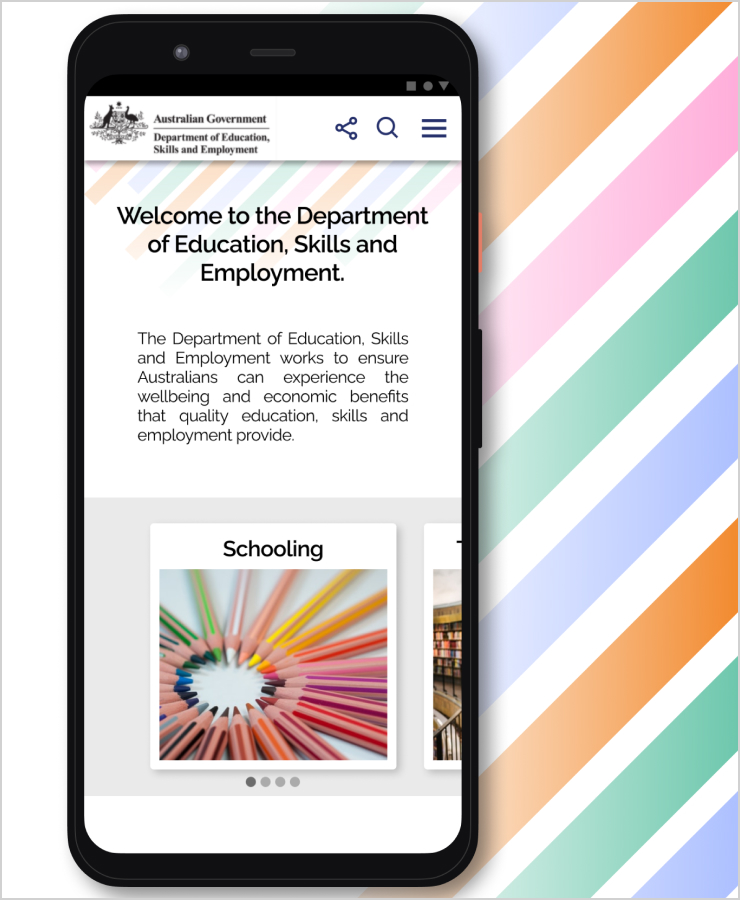 Australian Government
Department of Education,
Skills and Employment
Welcome to the Department
of Education, Skills and
Employment.
The Department of Education, Skills
and Employment works to ensure
Australians can experience the
wellbeing and economic benefits
that quality education, skills and
employment provide.
Schooling